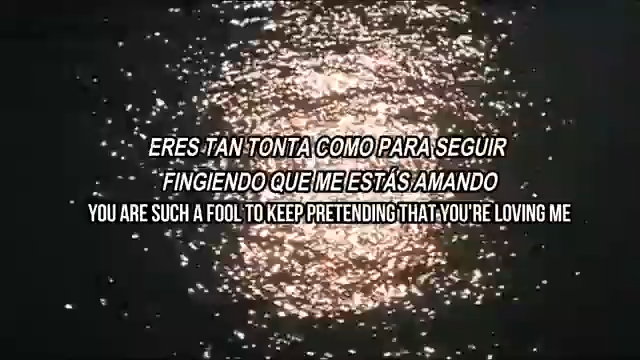 ERES TAN TONTA COMO PARA SEGUIR
FINGIENDO QUE ME ESTÁS AMANDO
YOU ARE SUCH A FOOL TO KEEP PRETENDING THAT YOU'RE LOVING ME